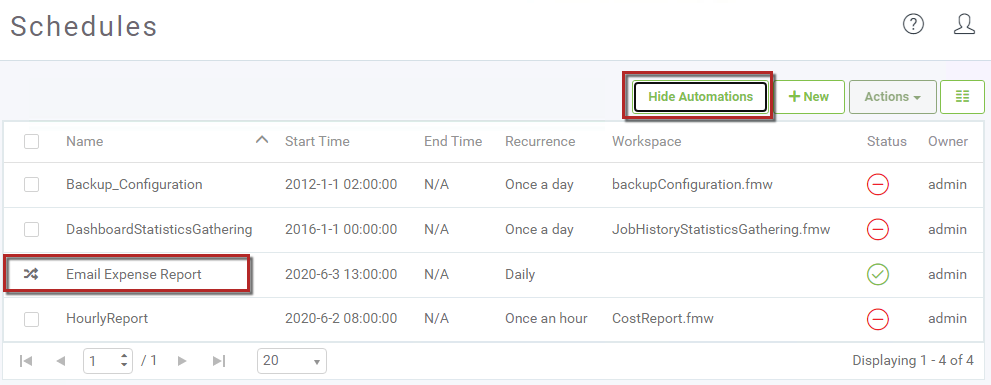 Schedules
Hide Automations + New Actions
Name Start Time End Time Recurrence Workspace Status Owner
Backup_Configuration 2012-1-1 02:00:00 N/A Once a day backupConfiguration.fmw admin
DashboardStatisticsGathering 2016-1-1 00:00:00 N/A Once a day JobHistoryStatisticsGathering.fmw admin
Email Expense Report 2020-6-3 13:00:00 N/A Daily admin
HourlyReport 2020-6-2 08:00:00 N/A Once an hour CostReport.fmw admin
1 / 1 20 Displaying 1 - 4 of 4